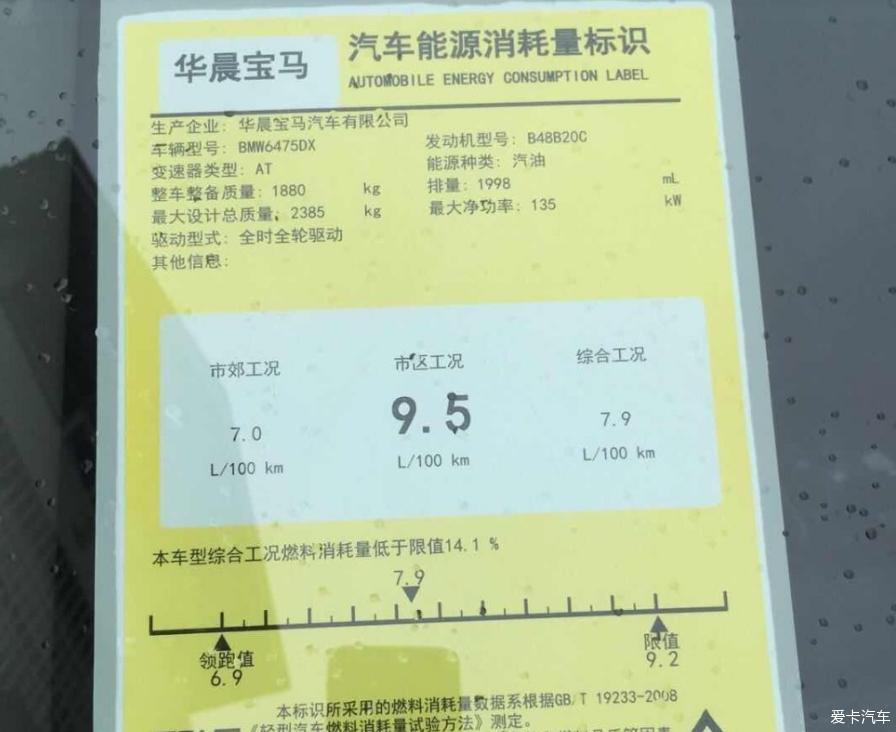 华晨宝马
汽车能源消耗量标识
AUTOMOBILE ENERGY CONSUMPTION LABEL
生产企业: 华晨宝马汽车有限公司
车辆型号: BMW6475DX
发动机型号: B48B20C
变速器类型: AT
能源种类: 汽油
整车整备质量: 1880 kg
排量: 1998 mL
最大设计总质量: 2385 kg
最大净功率: 135 kW
驱动型式: 全时全轮驱动
其他信息:
市郊工况 市区工况 综合工况
7.0 9.5 7.9
L/100 km L/100 km L/100 km
本车型综合工况燃料消耗量低于限值14.1 %
7.9
领跑值 限值
6.9 9.2
本标识所采用的燃料消耗量数据系根据GB/T 19233-2008
《轻型汽车燃料消耗量试验方法》测定。
爱卡汽车